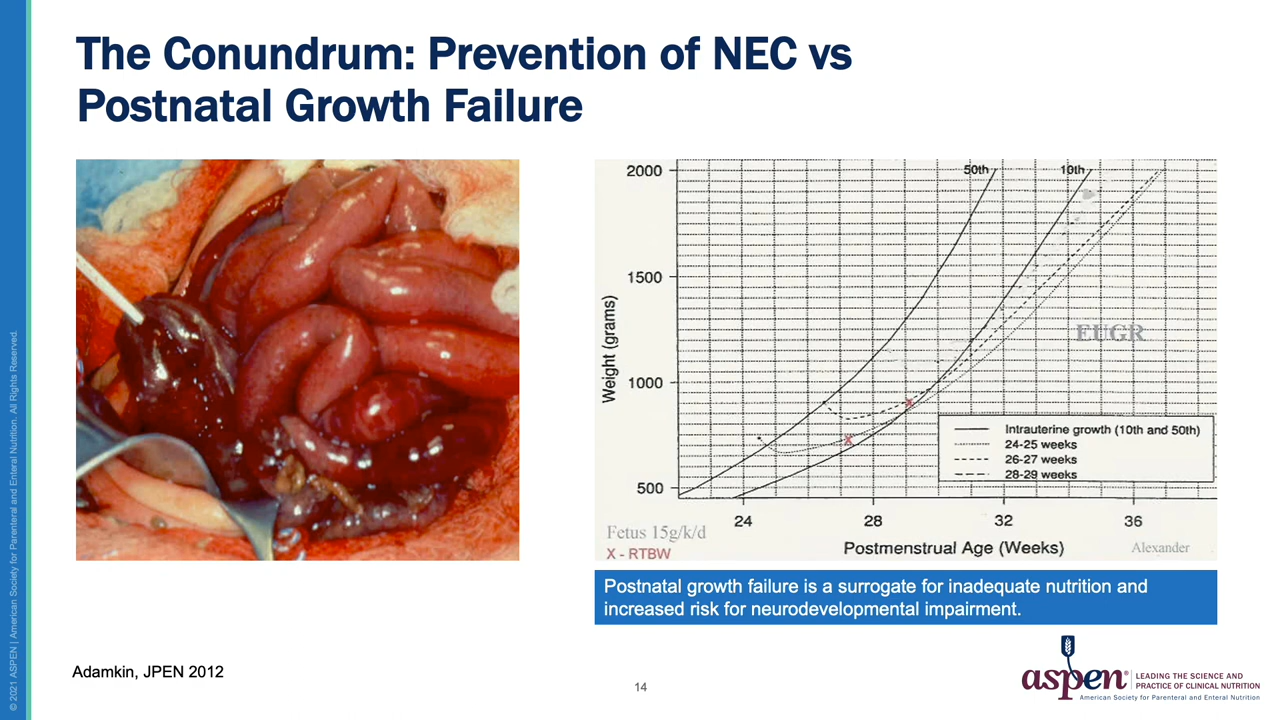 The Conundrum: Prevention of NEC vs
Postnatal Growth Failure
2000
1500
1000
500
Weight (grams)
50th
10th
EUGR
Intrauterine growth (10th and 50th)
24-25 weeks
26-27 weeks
28-29 weeks
24
28
32
36
Fetus 15g/k/d
X - RTBW
Postmenstrual Age (Weeks)
Alexander
Postnatal growth failure is a surrogate for inadequate nutrition and
increased risk for neurodevelopmental impairment.
Adamkin, JPEN 2012
14
aspen®
LEADING THE SCIENCE AND
PRACTICE OF CLINICAL NUTRITION
American Society for Parenteral and Enteral Nutrition
© 2021 ASPEN | American Society for Parenteral and Enteral Nutrition. All Rights Reserved.